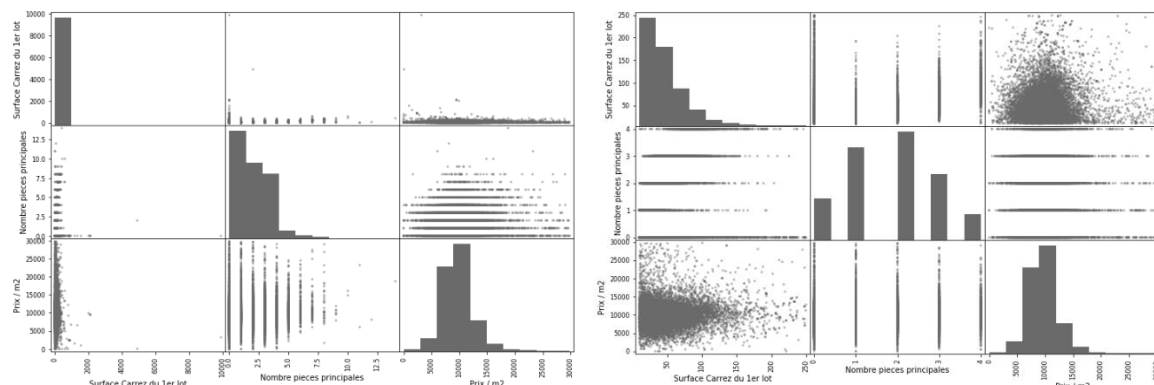 Surface Carrez du 1er lot
10000
8000
6000
4000
2000
0
Nombre pieces principales
12.5
10.0
7.5
5.0
2.5
0.0
Prix / m2
30000
25000
20000
15000
10000
5000
0
0 2000 4000 6000 8000 10000
Surface Carrez du 1er lot
0.0 2.5 5.0 7.5 10.0 12.5
Nombre pieces principales
0 5000 10000 15000 20000 25000 30000
Prix / m2
Surface Carrez du 1er lot
250
200
150
100
50
Nombre pieces principales
4
3
2
1
0
Prix / m2
30000
25000
20000
15000
10000
5000
0
50 100 150 200 250
Surface Carrez du 1er lot
0 1 2 3 4
Nombre pieces principales
0 5000 10000 15000 20000 25000
Prix / m2